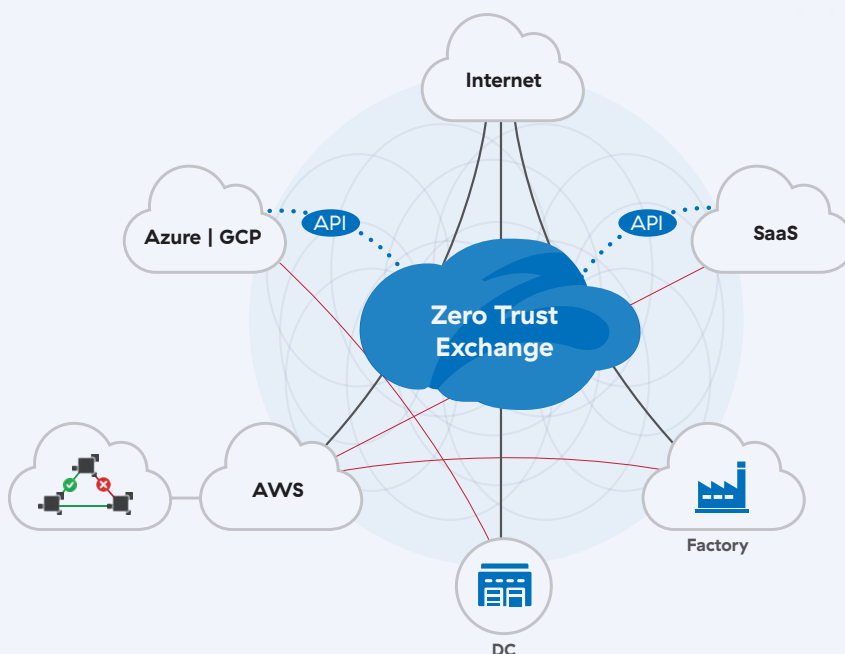 Internet
API
API
Azure | GCP
SaaS
Zero Trust
Exchange
AWS
Factory
DC